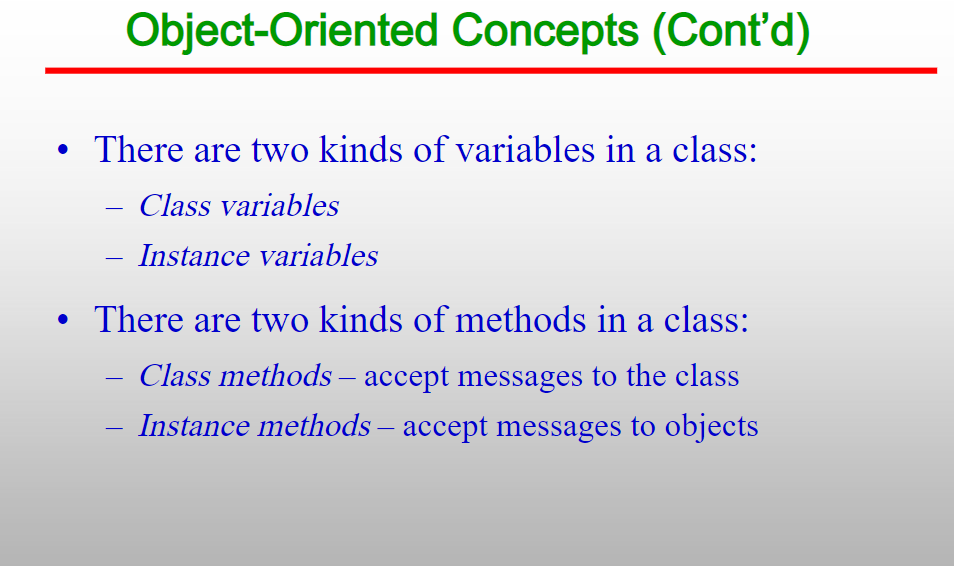 Object-Oriented Concepts (Cont’d)
• There are two kinds of variables in a class:
– Class variables
– Instance variables
• There are two kinds of methods in a class:
– Class methods – accept messages to the class
– Instance methods – accept messages to objects